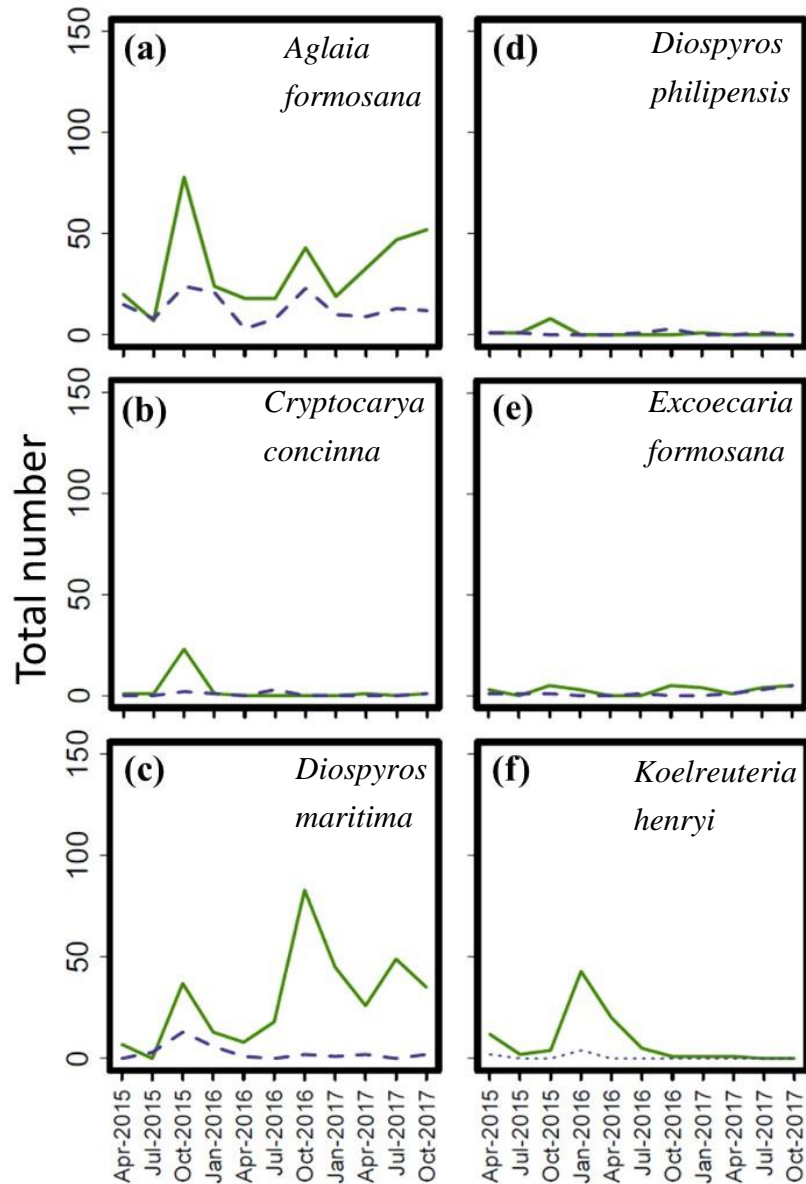 Total number
150
100
50
0
(a)
Aglaia
formosana
(d)
Diospyros
philipensis
150
100
50
0
(b)
Cryptocarya
concinna
(e)
Excoecaria
formosana
150
100
50
0
(c)
Diospyros
maritima
(f)
Koelreuteria
henryi
Apr-2015
Jul-2015
Oct-2015
Jan-2016
Apr-2016
Jul-2016
Oct-2016
Jan-2017
Apr-2017
Jul-2017
Oct-2017
Apr-2015
Jul-2015
Oct-2015
Jan-2016
Apr-2016
Jul-2016
Oct-2016
Jan-2017
Apr-2017
Jul-2017
Oct-2017